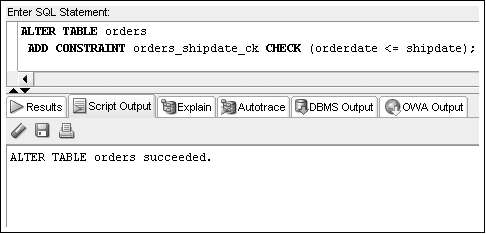 Enter SQL Statement:
ALTER TABLE orders
ADD CONSTRAINT orders_shipdate_ck CHECK (orderdate <= shipdate);
Results Script Output Explain Autotrace DBMS Output OWA Output
ALTER TABLE orders succeeded.